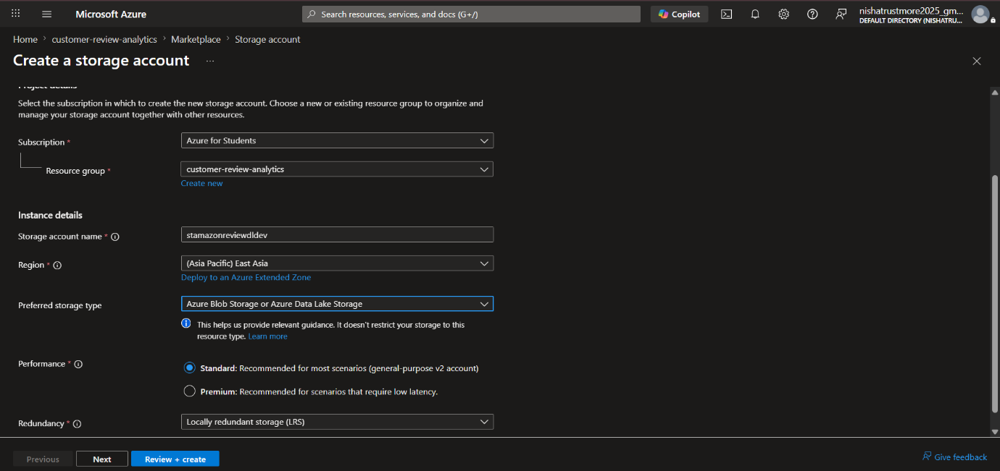 Microsoft Azure
Search resources, services, and docs (G+/)
Copilot
nishatrustmore2025_gm...
DEFAULT DIRECTORY (NISHATRU...
Home > customer-review-analytics > Marketplace > Storage account
Create a storage account ...
Project details
Select the subscription in which to create the new storage account. Choose a new or existing resource group to organize and
manage your storage account together with other resources.
Subscription *
Azure for Students
Resource group *
customer-review-analytics
Create new
Instance details
Storage account name *
stamazonreviewdldev
Region *
(Asia Pacific) East Asia
Deploy to an Azure Extended Zone
Preferred storage type
Azure Blob Storage or Azure Data Lake Storage
This helps us provide relevant guidance. It doesn't restrict your storage to this
resource type. Learn more
Performance *
Standard: Recommended for most scenarios (general-purpose v2 account)
Premium: Recommended for scenarios that require low latency.
Redundancy *
Locally redundant storage (LRS)
Previous
Next
Review + create
Give feedback